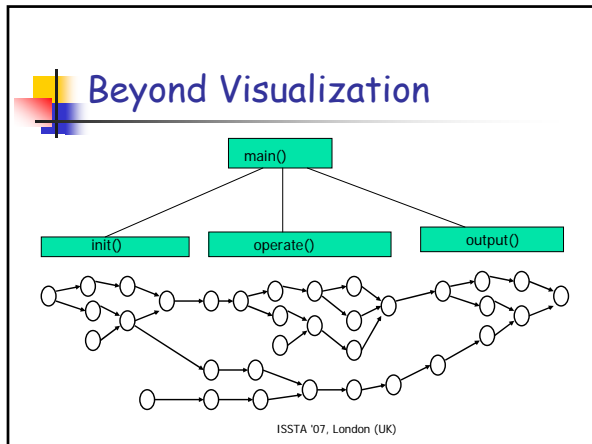 Beyond Visualization
main()
init()
operate()
output()
ISSTA '07, London (UK)